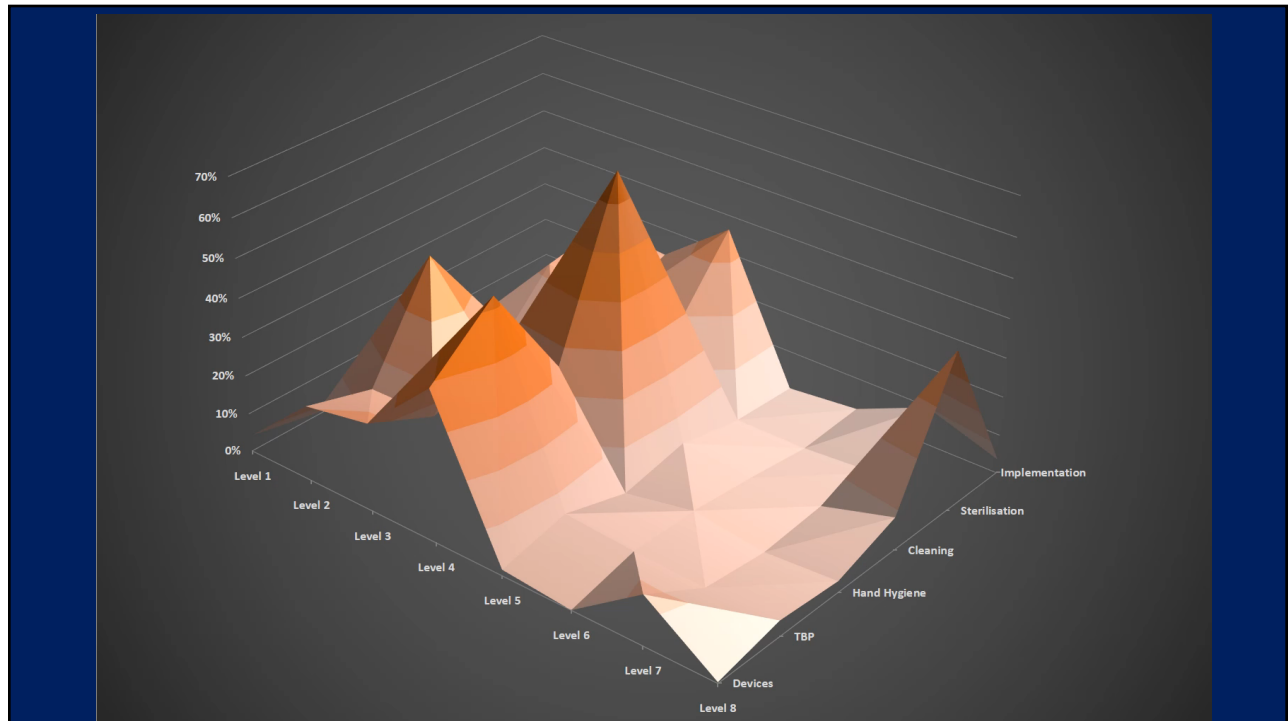 70%
60%
50%
40%
30%
20%
10%
0%
Level 1
Level 2
Level 3
Level 4
Level 5
Level 6
Level 7
Level 8
Implementation
Sterilisation
Cleaning
Hand Hygiene
TBP
Devices